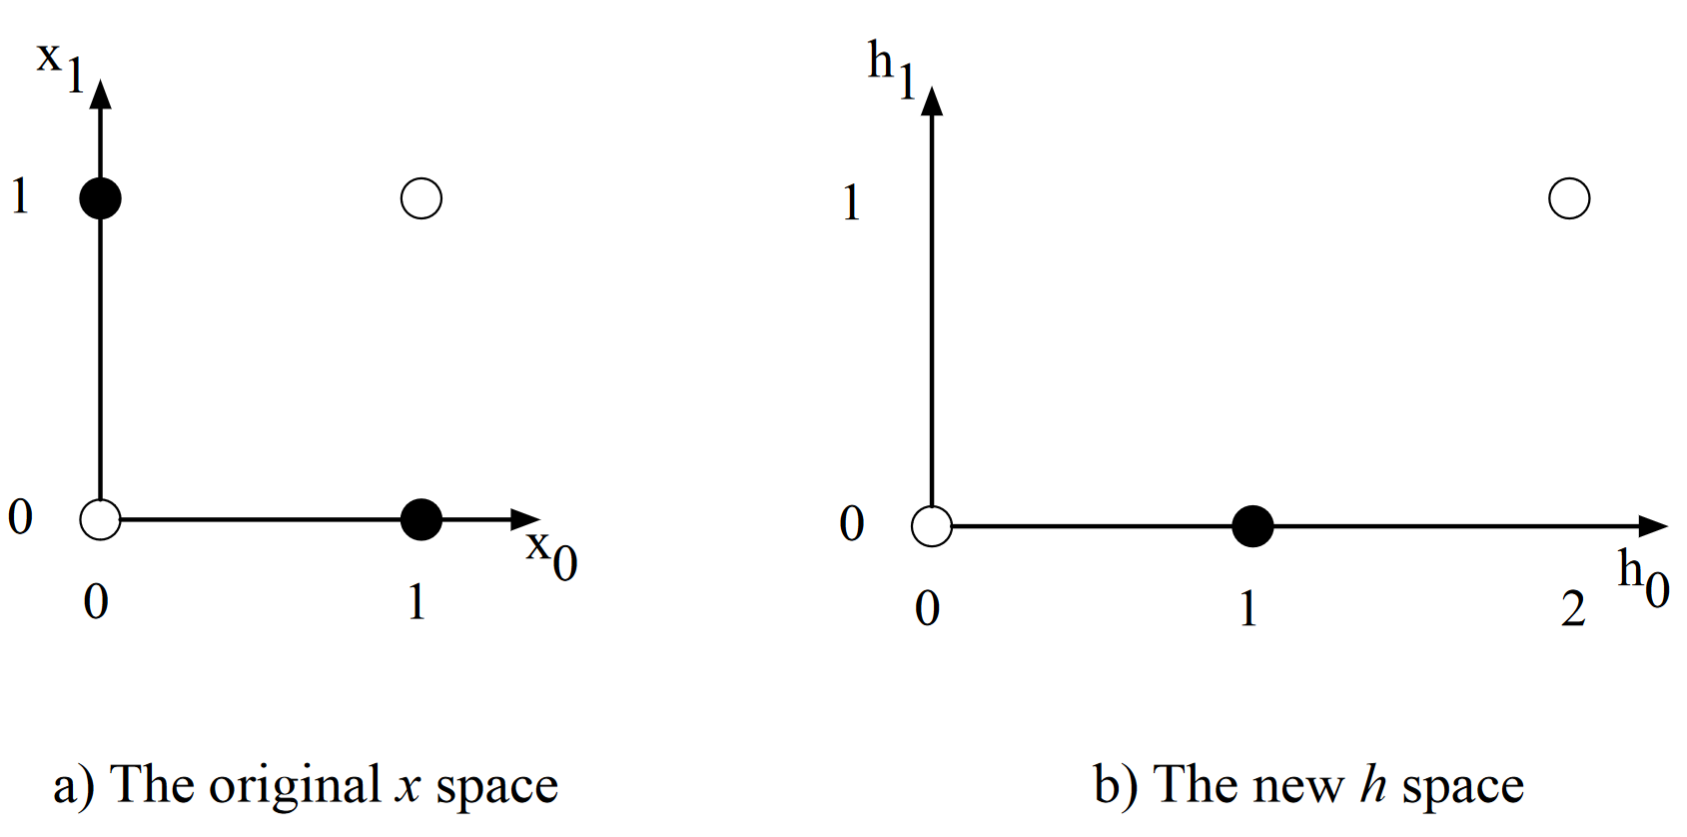 x1
1
0
x0
0
1
a) The original x space
h1
1
0
h0
0
1
2
b) The new h space